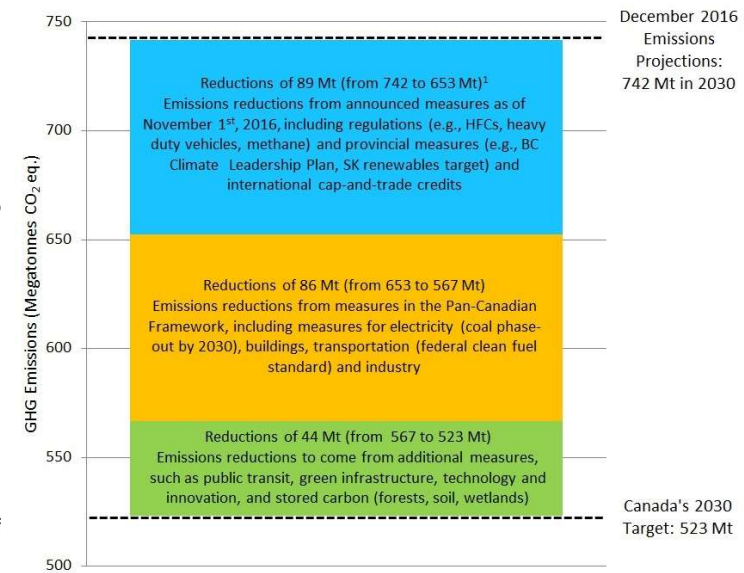 750
700
650
600
550
500
GHG Emissions (Megatonnes CO₂ eq.)
Reductions of 89 Mt (from 742 to 653 Mt)¹
Emissions reductions from announced measures as of
November 1ˢᵗ, 2016, including regulations (e.g., HFCs, heavy
duty vehicles, methane) and provincial measures (e.g., BC
Climate Leadership Plan, SK renewables target) and
international cap-and-trade credits
Reductions of 86 Mt (from 653 to 567 Mt)
Emissions reductions from measures in the Pan-Canadian
Framework, including measures for electricity (coal phase-
out by 2030), buildings, transportation (federal clean fuel
standard) and industry
Reductions of 44 Mt (from 567 to 523 Mt)
Emissions reductions to come from additional measures,
such as public transit, green infrastructure, technology and
innovation, and stored carbon (forests, soil, wetlands)
December 2016
Emissions
Projections:
742 Mt in 2030
Canada's 2030
Target: 523 Mt